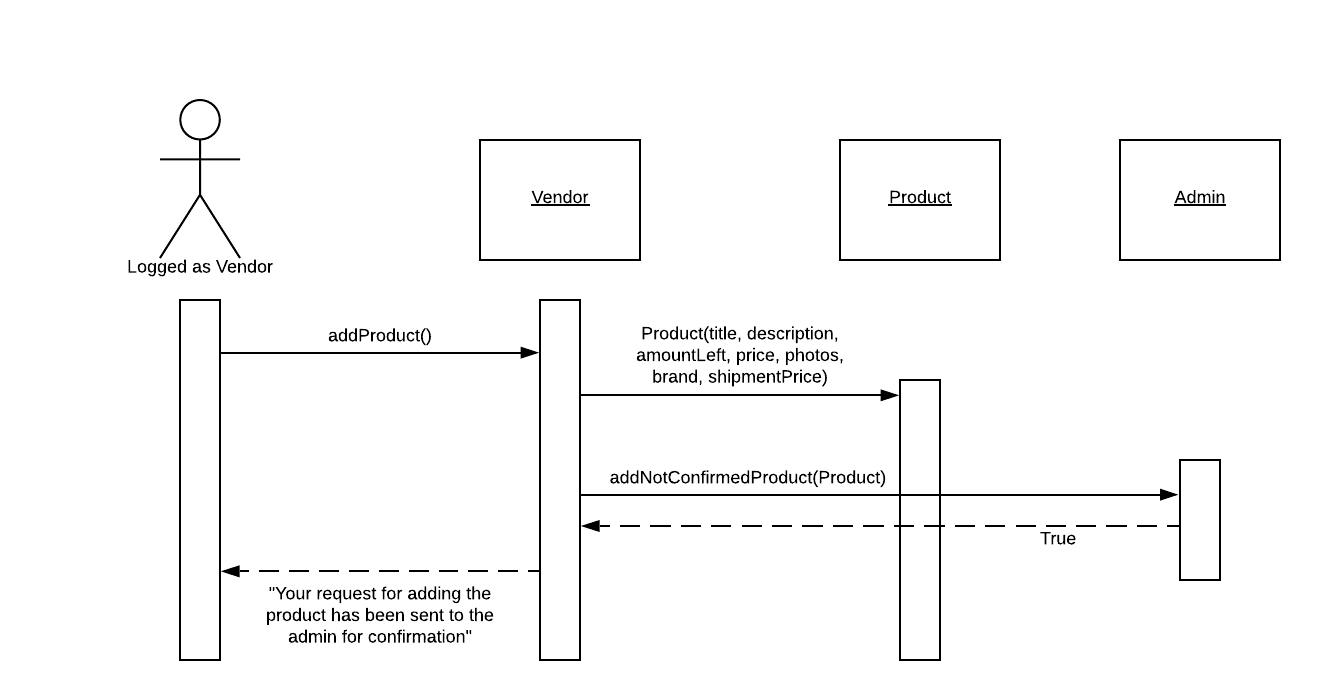 Vendor
Product
Admin
Logged as Vendor
addProduct()
Product(title, description,
amountLeft, price, photos,
brand, shipmentPrice)
addNotConfirmedProduct(Product)
True
"Your request for adding the
product has been sent to the
admin for confirmation"